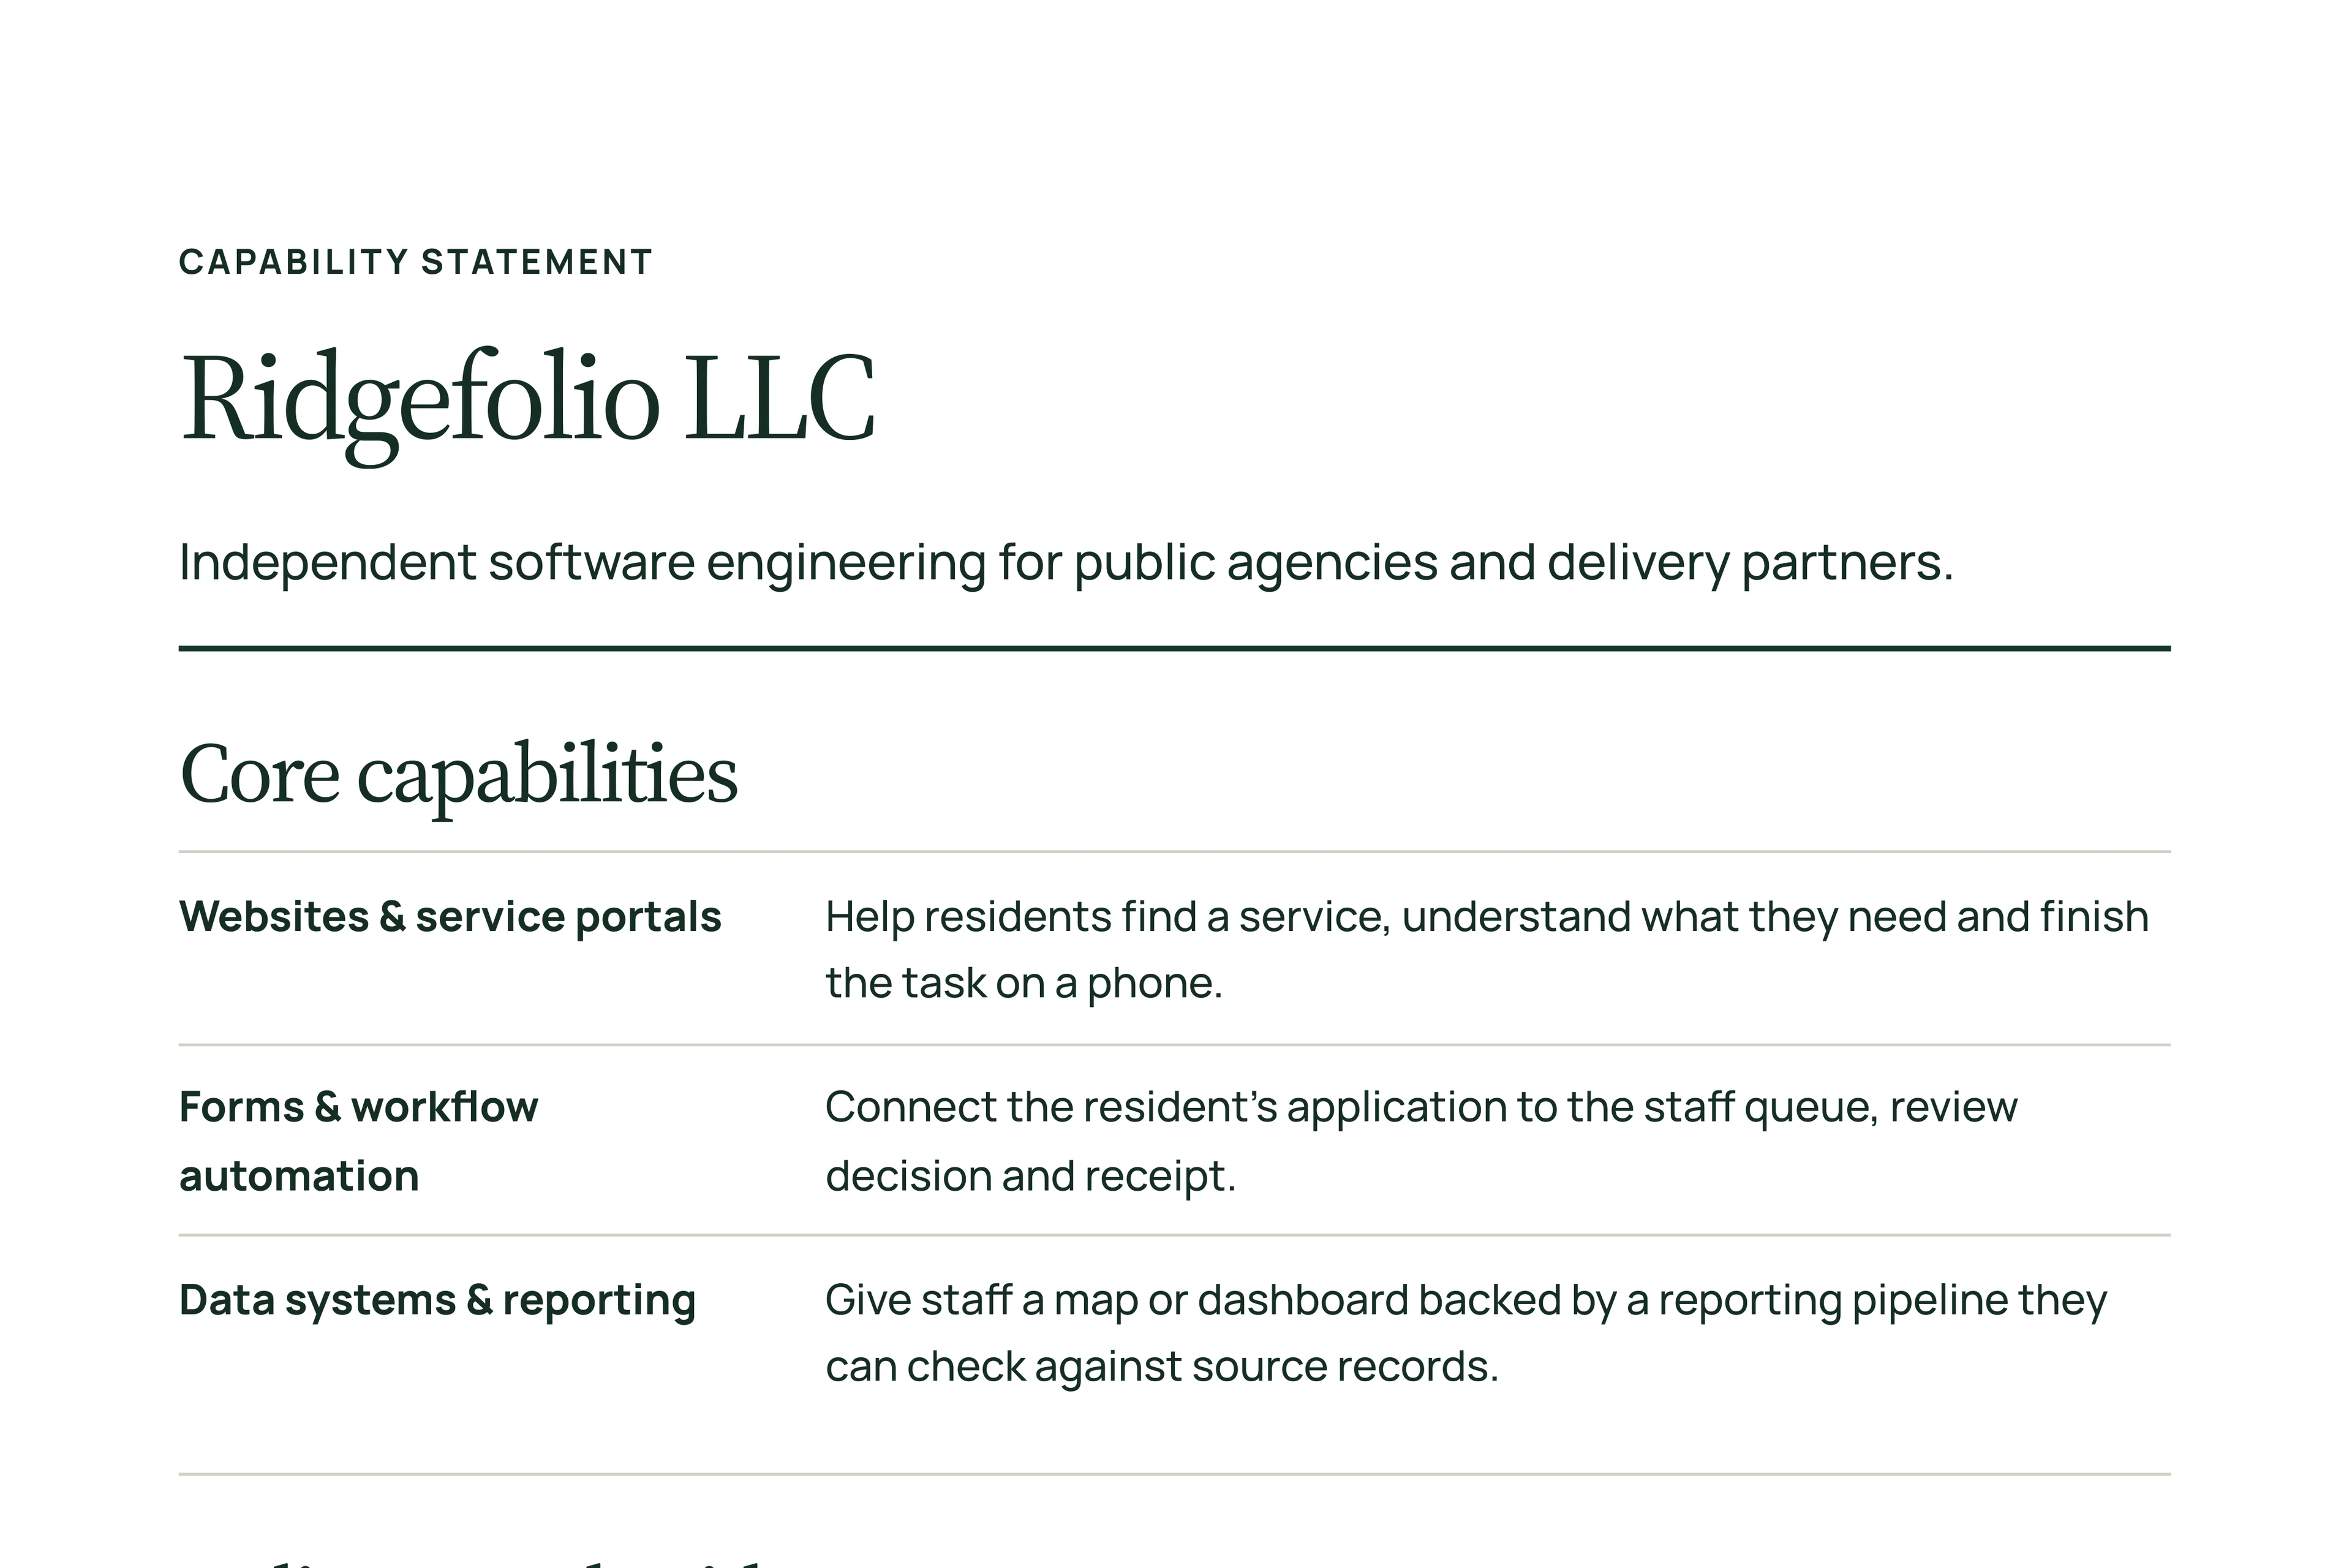 CAPABILITY STATEMENT
Ridgefolio LLC
Independent software engineering for public agencies and delivery partners.
Core capabilities
Websites & service portals
Help residents find a service, understand what they need and finish
the task on a phone.
Forms & workflow
automation
Connect the resident’s application to the staff queue, review
decision and receipt.
Data systems & reporting
Give staff a map or dashboard backed by a reporting pipeline they
can check against source records.